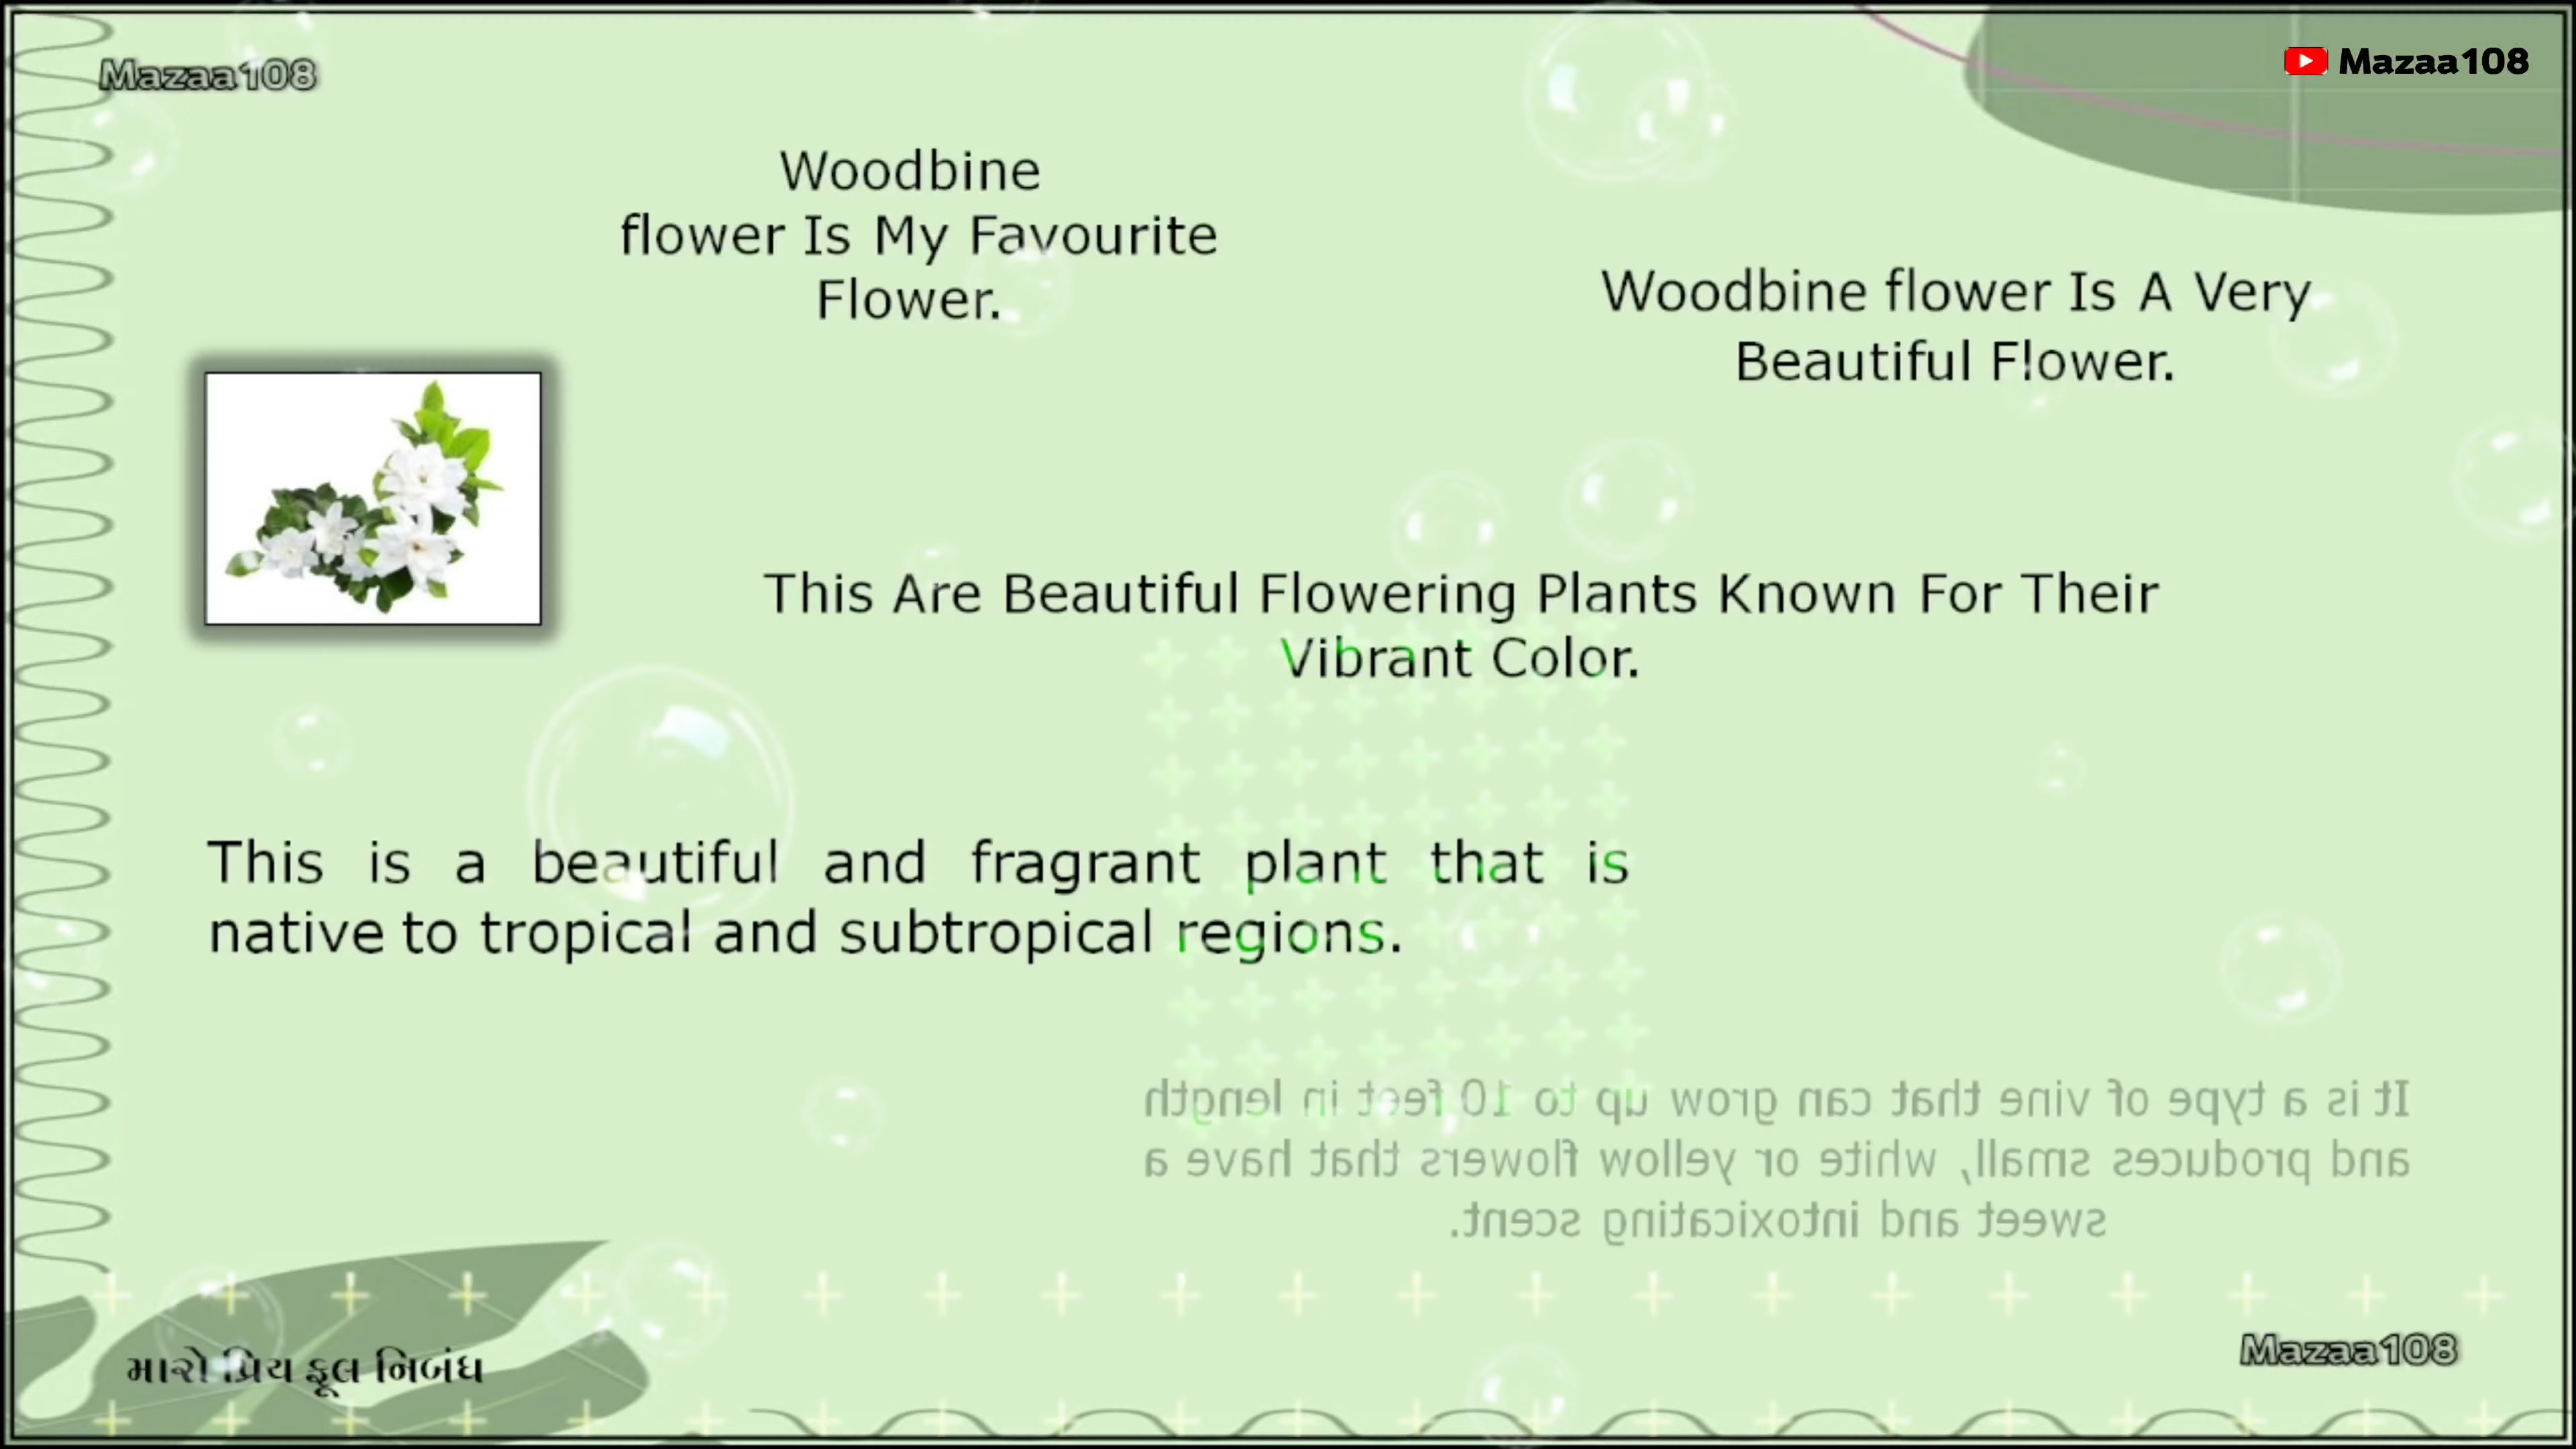 Mazaa108
Mazaa108
Woodbine
flower Is My Favourite
Flower.
Woodbine flower Is A Very
Beautiful Flower.
This Are Beautiful Flowering Plants Known For Their
Vibrant Color.
This is a beautiful and fragrant plant that is
native to tropical and subtropical regions.
It is a type of vine that can grow up to 10 feet in length
and produces small, white or yellow flowers that have a
sweet and intoxicating scent.
મારો પ્રિય ફૂલ નિબંધ
Mazaa108